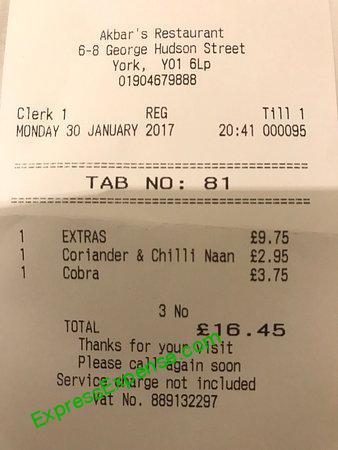 Akbar's Restaurant
6-8 George Hudson Street
York, YO1 6Lp
01904679888
Clerk 1 REG Till 1
MONDAY 30 JANUARY 2017 20:41 000095
TAB NO: 81
1 EXTRAS £9.75
1 Coriander & Chilli Naan £2.95
1 Cobra £3.75
3 No
TOTAL £16.45
Thanks for your visit
Please call again soon
Service charge not included
Vat No. 889132297
ExpressExpense.com